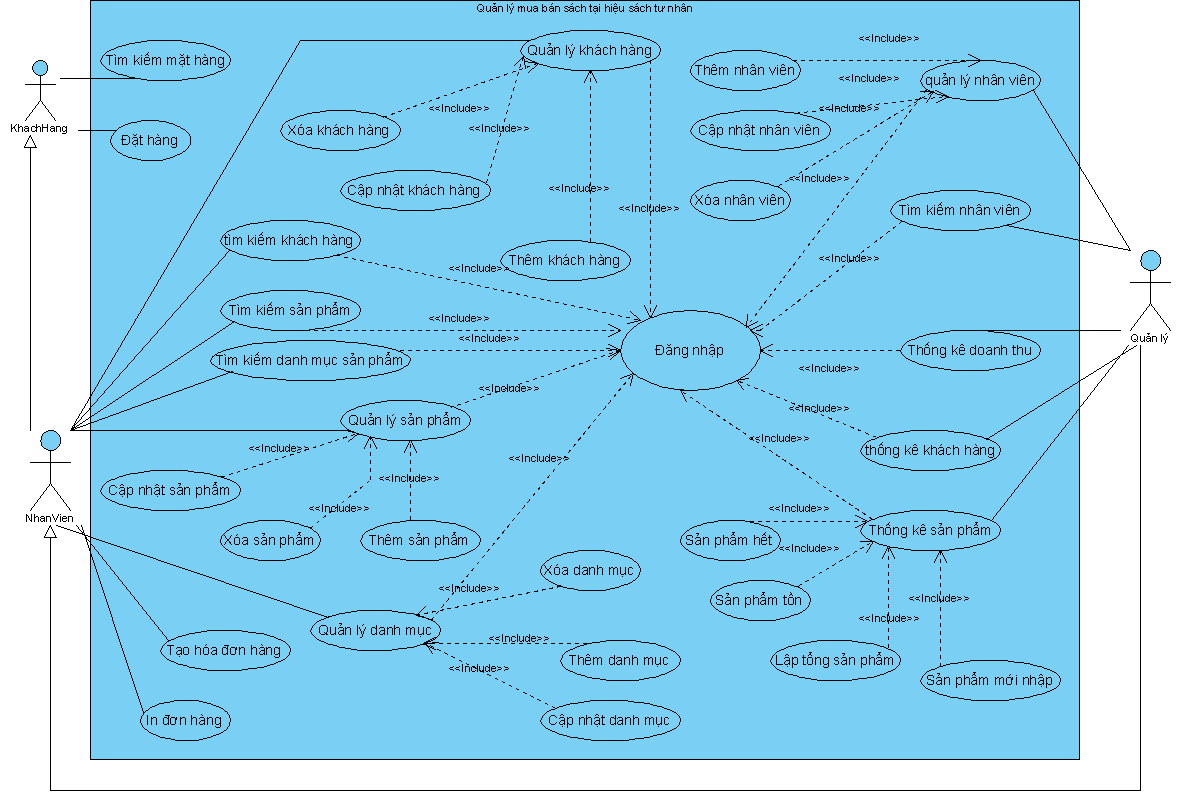 Quản lý mua bán sách tại hiệu sách tư nhân
<<Include>>
Quản lý khách hàng
Tìm kiếm mặt hàng
Thêm nhân viên
<<Include>>
quản lý nhân viên
KhachHang
<<Include>>
<<Include>>
Xóa khách hàng
<<Include>>
Cập nhật nhân viên
Đặt hàng
<<Include>>
Cập nhật khách hàng
<<Include>>
Xóa nhân viên
<<Include>>
Tìm kiếm nhân viên
tìm kiếm khách hàng
<<Include>>
Thêm khách hàng
<<Include>>
<<Include>>
Tìm kiếm sản phẩm
<<Include>>
<<Include>>
Quản lý
Đăng nhập
Thống kê doanh thu
Tìm kiếm danh mục sản phẩm
<<Include>>
<<Include>>
<<Include>>
Quản lý sản phẩm
<<Include>>
<<Include>>
thống kê khách hàng
<<Include>>
<<Include>>
Cập nhật sản phẩm
<<Include>>
<<Include>>
NhanVien
Thống kê sản phẩm
Xóa sản phẩm
Thêm sản phẩm
Sản phẩm hết
<<Include>>
Xóa danh mục
<<Include>>
Sản phẩm tồn
<<Include>>
<<Include>>
Quản lý danh mục
<<Include>>
Tạo hóa đơn hàng
Thêm danh mục
Lập tổng sản phẩm
<<Include>>
Sản phẩm mới nhập
In đơn hàng
Cập nhật danh mục